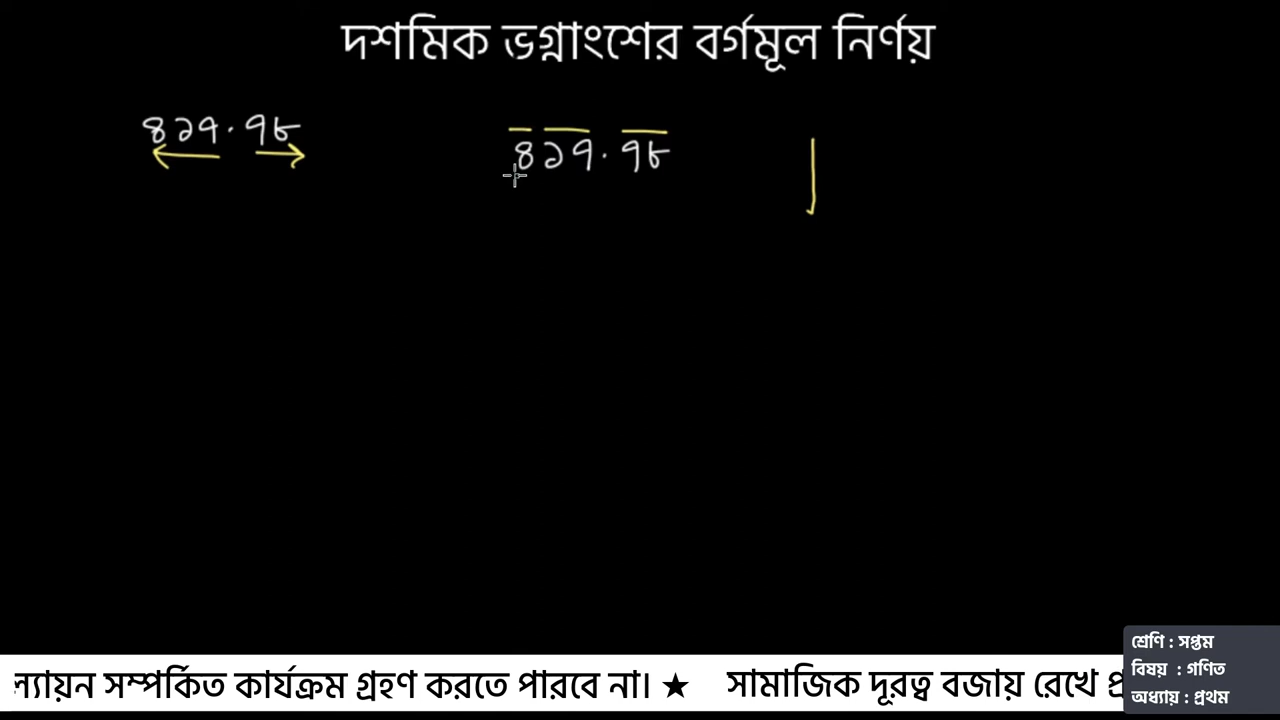 দশমিক ভগ্নাংশের বর্গমূল নির্ণয়
৪২৭.৭৮
৪২৭.৭৮
শ্রেণি : সপ্তম
বিষয় : গণিত
অধ্যায় : প্রথম
ল্যায়ন সম্পর্কিত কার্যক্রম গ্রহণ করতে পারবে না। ★ সামাজিক দূরত্ব বজায় রেখে